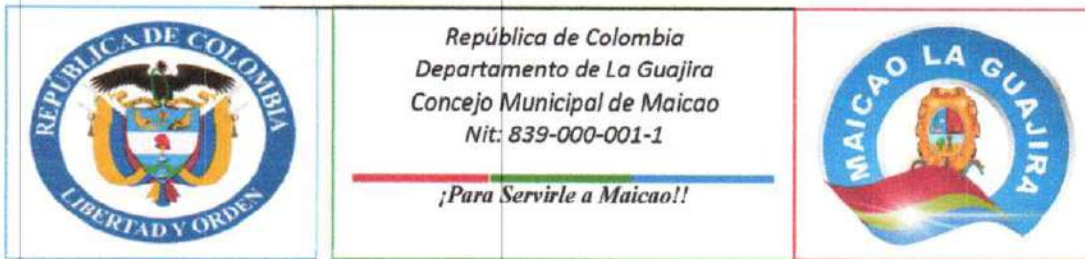 REPÚBLICA DE COLOMBIA
LIBERTAD Y ORDEN
República de Colombia
Departamento de La Guajira
Concejo Municipal de Maicao
Nit: 839-000-001-1
¡Para Servirle a Maicao!!
MAICAO LA GUAJIRA